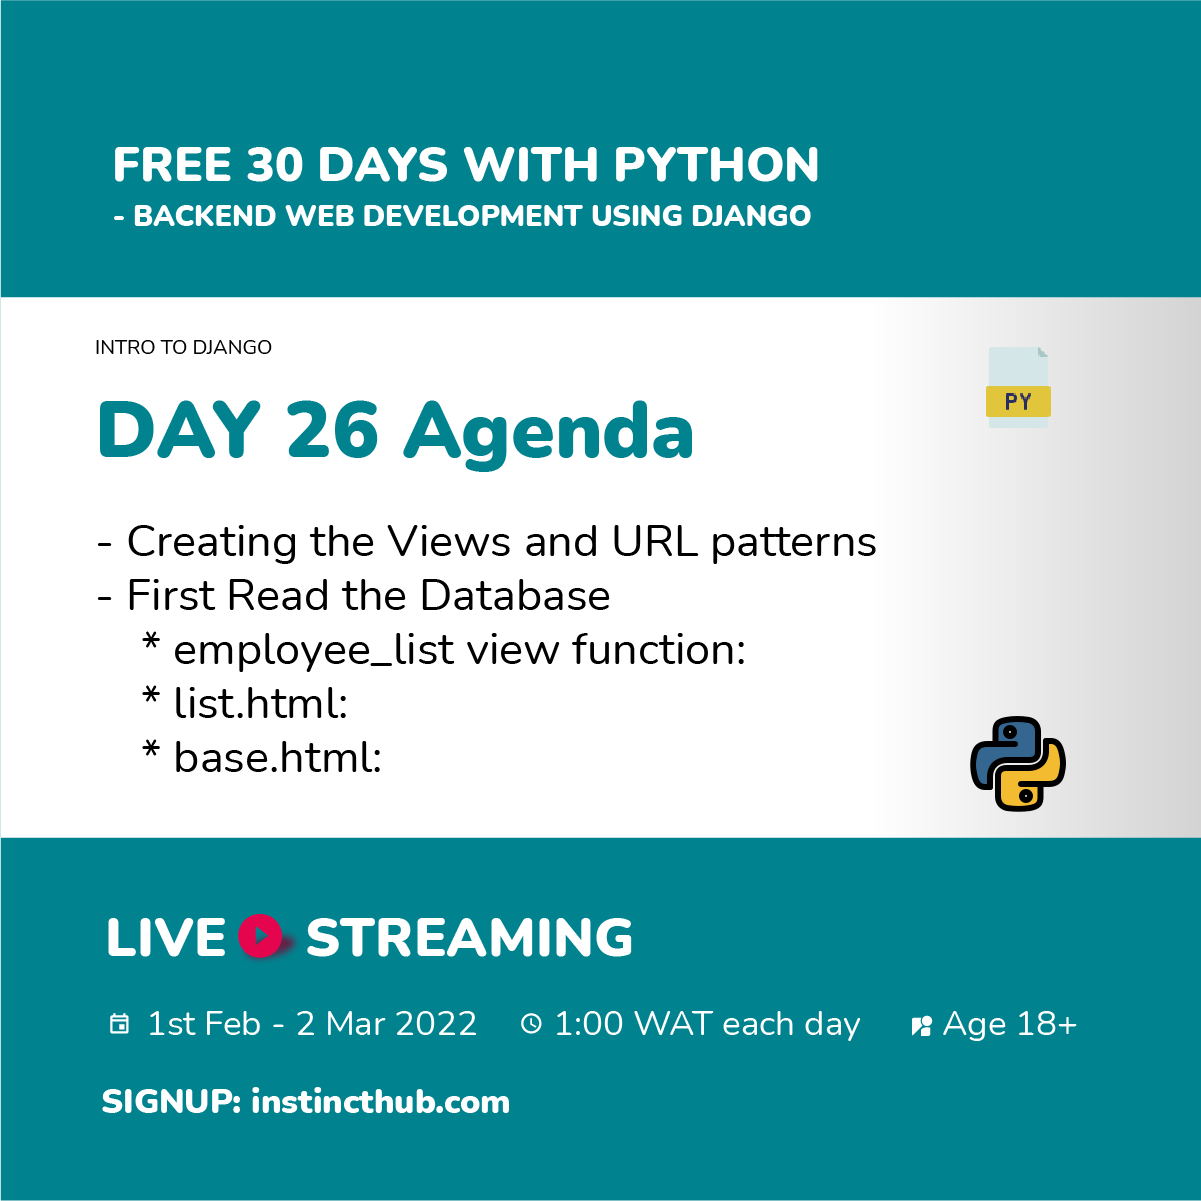 FREE 30 DAYS WITH PYTHON
- BACKEND WEB DEVELOPMENT USING DJANGO
INTRO TO DJANGO
PY
DAY 26 Agenda
- Creating the Views and URL patterns
- First Read the Database
* employee_list view function:
* list.html:
* base.html:
LIVE STREAMING
1st Feb - 2 Mar 2022 1:00 WAT each day Age 18+
SIGNUP: instincthub.com